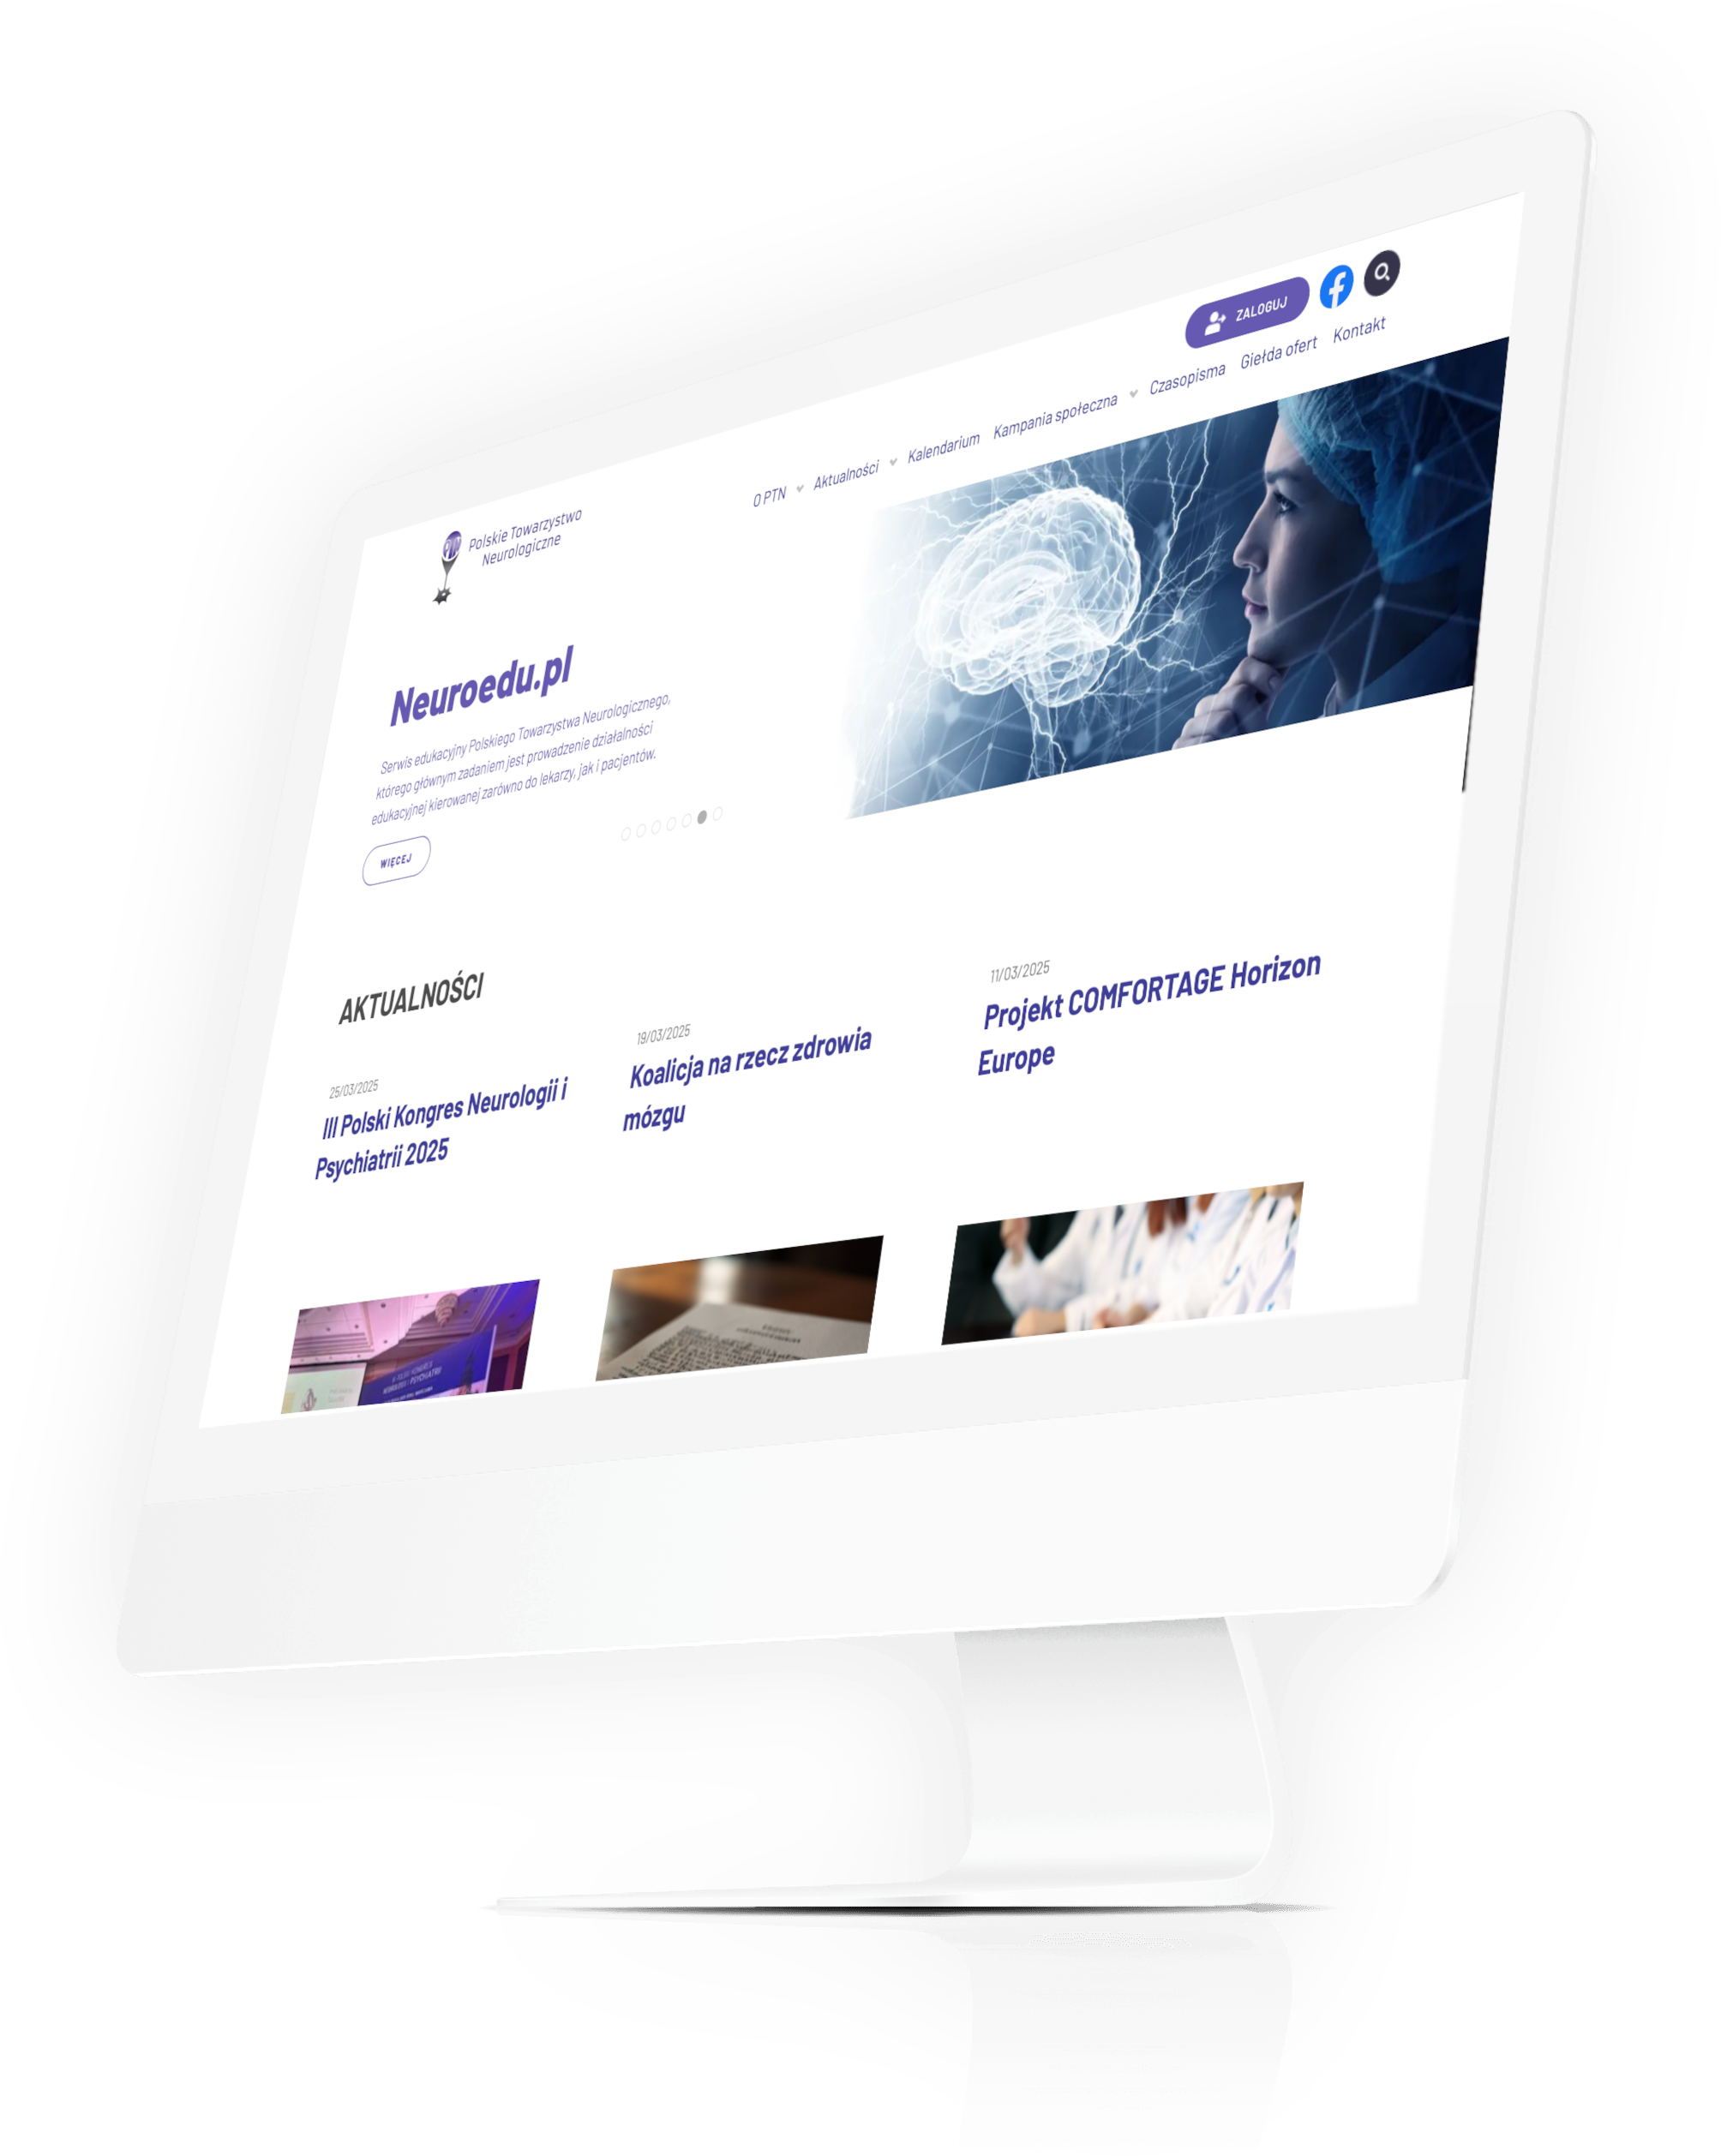 ZALOGUJ
O PTN
Aktualności
Kalendarium
Kampania społeczna
Czasopisma
Giełda ofert
Kontakt
Polskie Towarzystwo
Neurologiczne
Neuroedu.pl
Serwis edukacyjny Polskiego Towarzystwa Neurologicznego,
którego głównym zadaniem jest prowadzenie działalności
edukacyjnej kierowanej zarówno do lekarzy, jak i pacjentów.
WIĘCEJ
AKTUALNOŚCI
25/03/2025
III Polski Kongres Neurologii i
Psychiatrii 2025
19/03/2025
Koalicja na rzecz zdrowia
mózgu
11/03/2025
Projekt COMFORTAGE Horizon
Europe